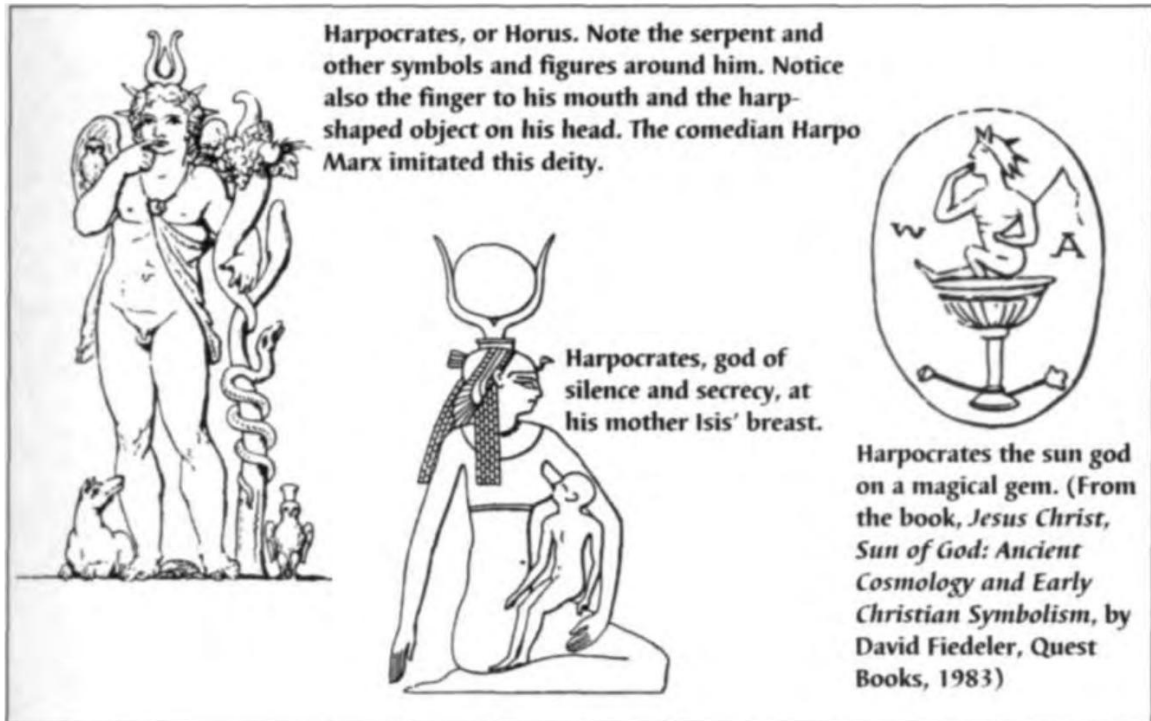 Harpocrates, or Horus. Note the serpent and
other symbols and figures around him. Notice
also the finger to his mouth and the harp-
shaped object on his head. The comedian Harpo
Marx imitated this deity.
Harpocrates, god of
silence and secrecy, at
his mother Isis' breast.
w A
Harpocrates the sun god
on a magical gem. (From
the book, Jesus Christ,
Sun of God: Ancient
Cosmology and Early
Christian Symbolism, by
David Fiedeler, Quest
Books, 1983)